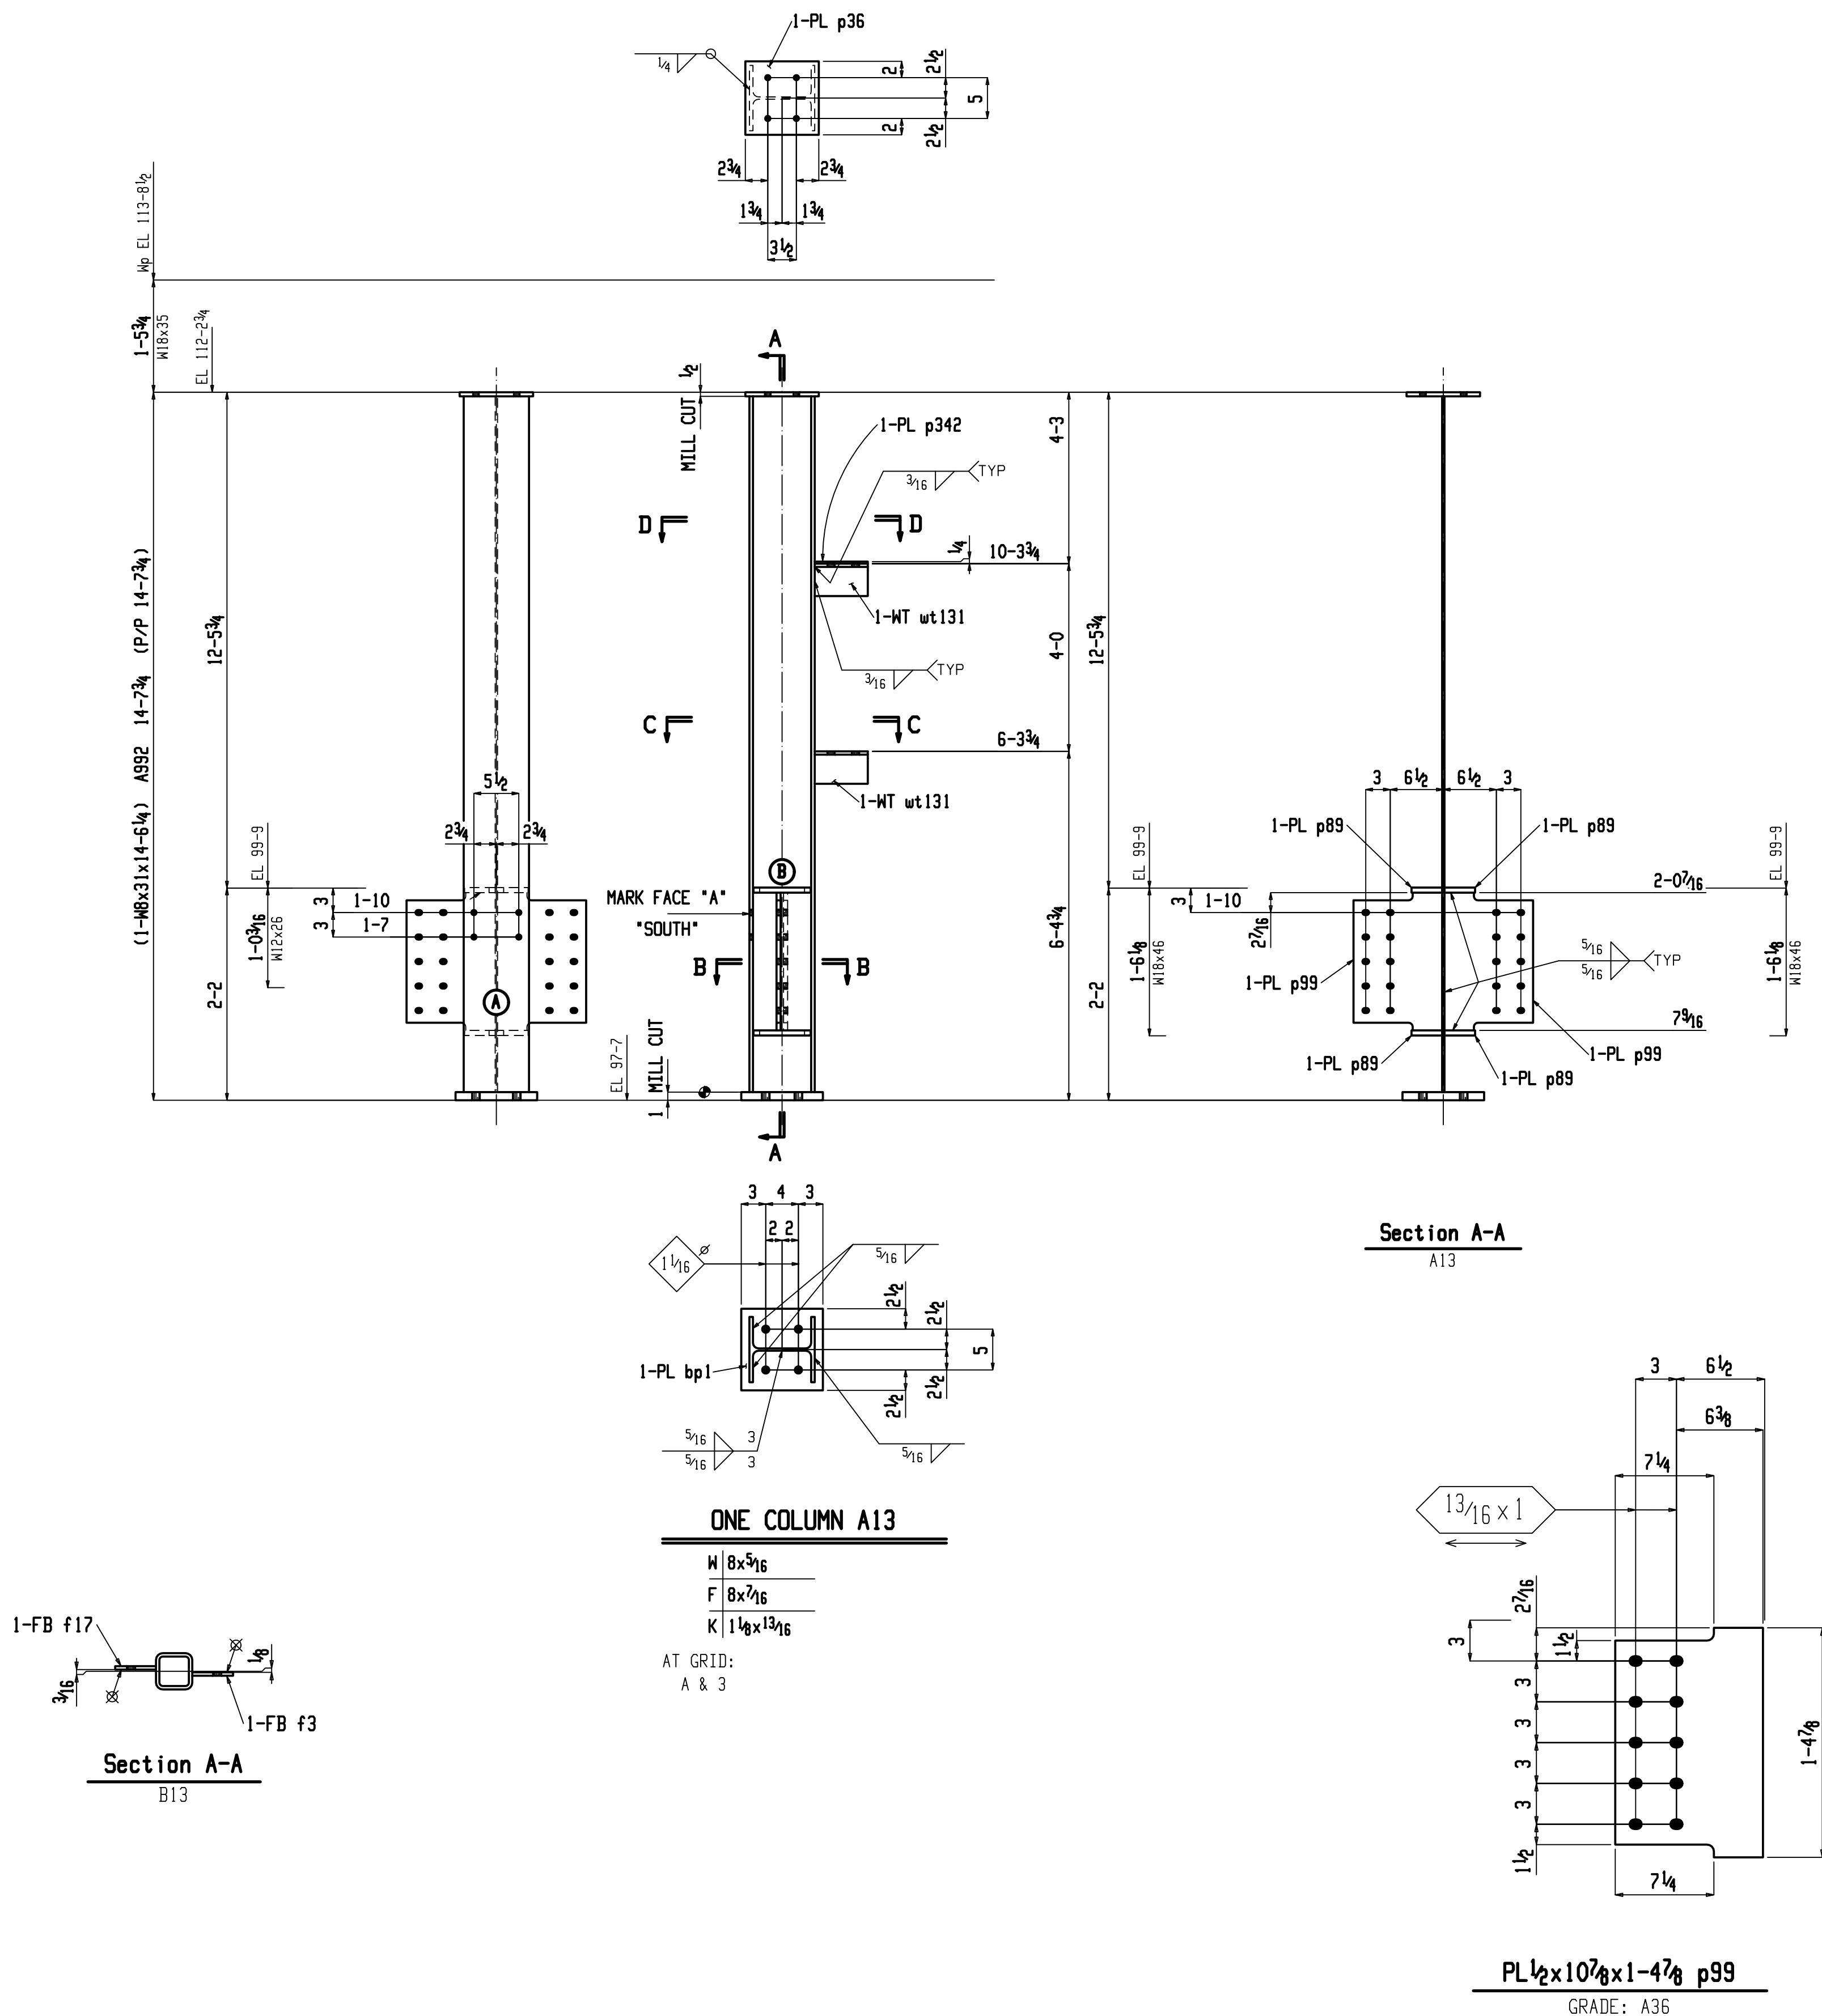 1-PL p36
1/4
2
2 1/2
5
2
2 1/2
2 3/4
2 3/4
1 3/4
1 3/4
3 1/2
Wp EL 113-8 1/2
1-5 3/4
W18x35
EL 112-2 3/4
(1-W8x31x14-6 1/4) A992 14-7 3/4 (P/P 14-7 3/4)
12-5 3/4
2-2
EL 99-9
1-0 3/16
W12x26
3
3
1-10
1-7
5 1/2
2 3/4
2 3/4
A
EL 97-7
1 MILL CUT
A
1/2
MILL CUT
1-PL p342
3/16
TYP
D
D
1/4
10-3 3/4
1-WT wt131
3/16
TYP
C
C
6-3 3/4
1-WT wt131
B
MARK FACE "A"
"SOUTH"
B
B
A
4-3
4-0
6-4 3/4
12-5 3/4
2-2
EL 99-9
1-6 1/8
W18x46
3
1-10
2 7/16
3
6 1/2
6 1/2
3
1-PL p89
1-PL p89
2-0 7/16
5/16
5/16
TYP
1-PL p99
7 9/16
1-PL p99
1-PL p89
1-PL p89
EL 99-9
1-6 1/8
W18x46
Section A-A
A13
3
4
3
2
2
1 1/16
ø
5/16
2 1/2
2 1/2
5
2 1/2
2 1/2
1-PL bp1
5/16
5/16
3
3
5/16
ONE COLUMN A13
W 8x5/16
F 8x7/16
K 1 1/8x13/16
AT GRID:
A & 3
1-FB f17
3/16
1/8
1-FB f3
Section A-A
B13
3
6 1/2
6 3/8
7 1/4
13/16 X 1
2 7/16
3
1 1/2
3
3
3
3
1 1/2
1-4 7/8
7 1/4
PL1/2x10 7/8x1-4 7/8 p99
GRADE: A36